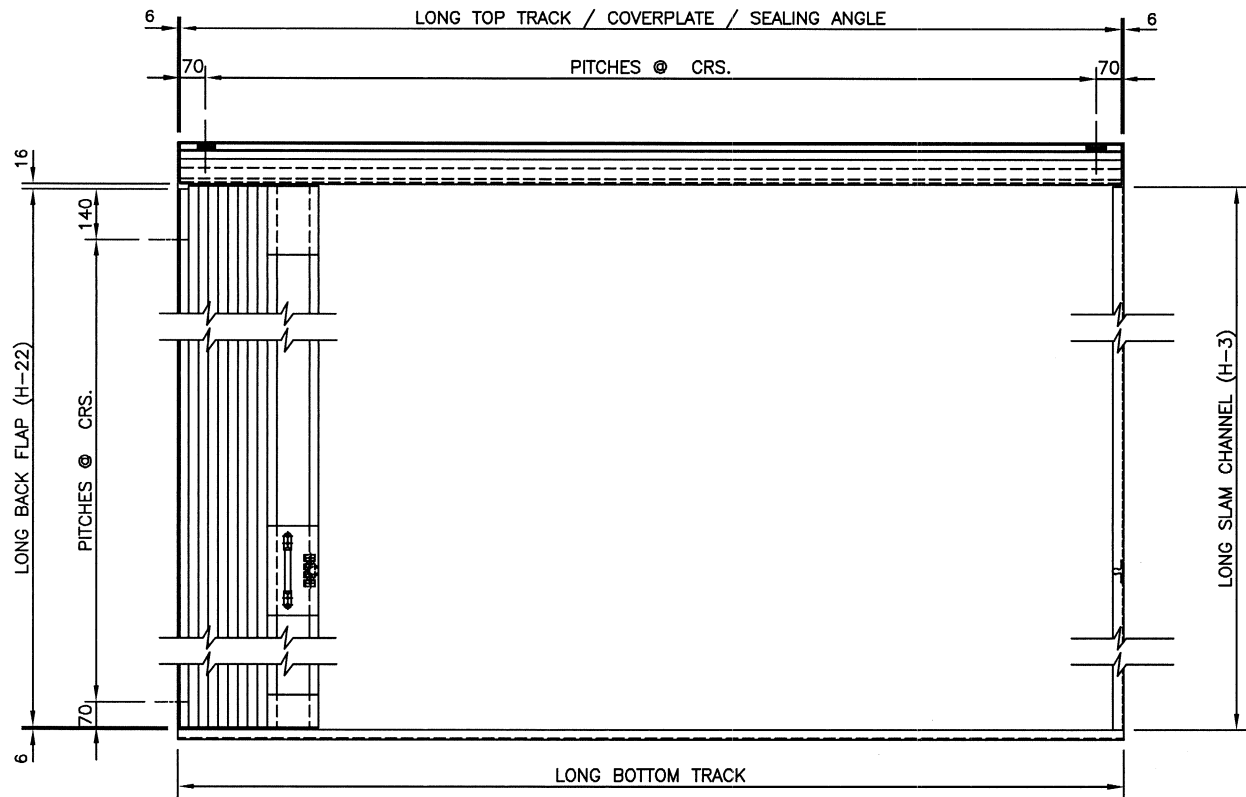 6
LONG TOP TRACK / COVERPLATE / SEALING ANGLE
6
70
PITCHES @ CRS.
70
16
140
LONG BACK FLAP (H-22)
PITCHES @ CRS.
LONG SLAM CHANNEL (H-3)
70
6
LONG BOTTOM TRACK